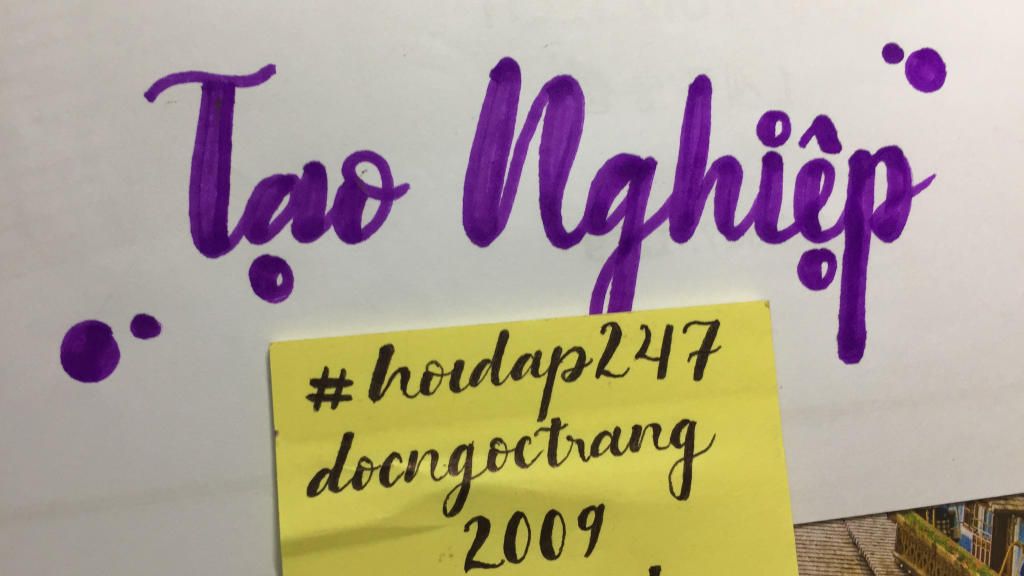 Tạo Nghiệp
#hoidap247
docngoctrang
2009